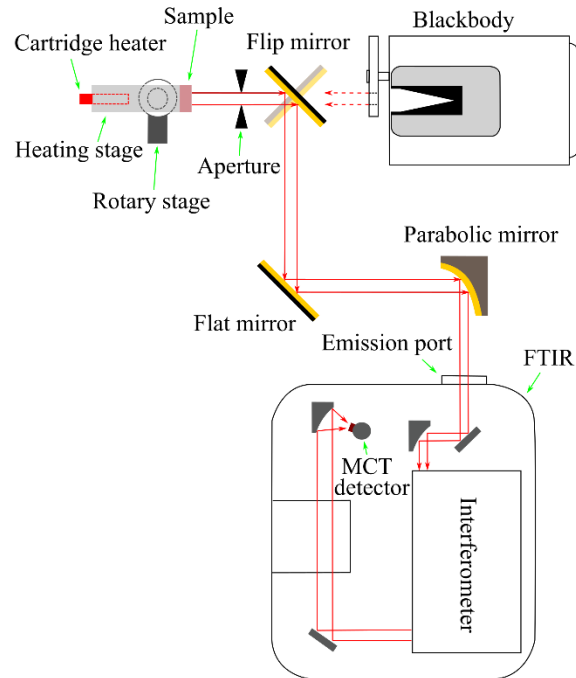 Sample
Flip mirror
Blackbody
Cartridge heater
Heating stage
Aperture
Rotary stage
Parabolic mirror
Flat mirror
Emission port
FTIR
MCT
detector
Interferometer